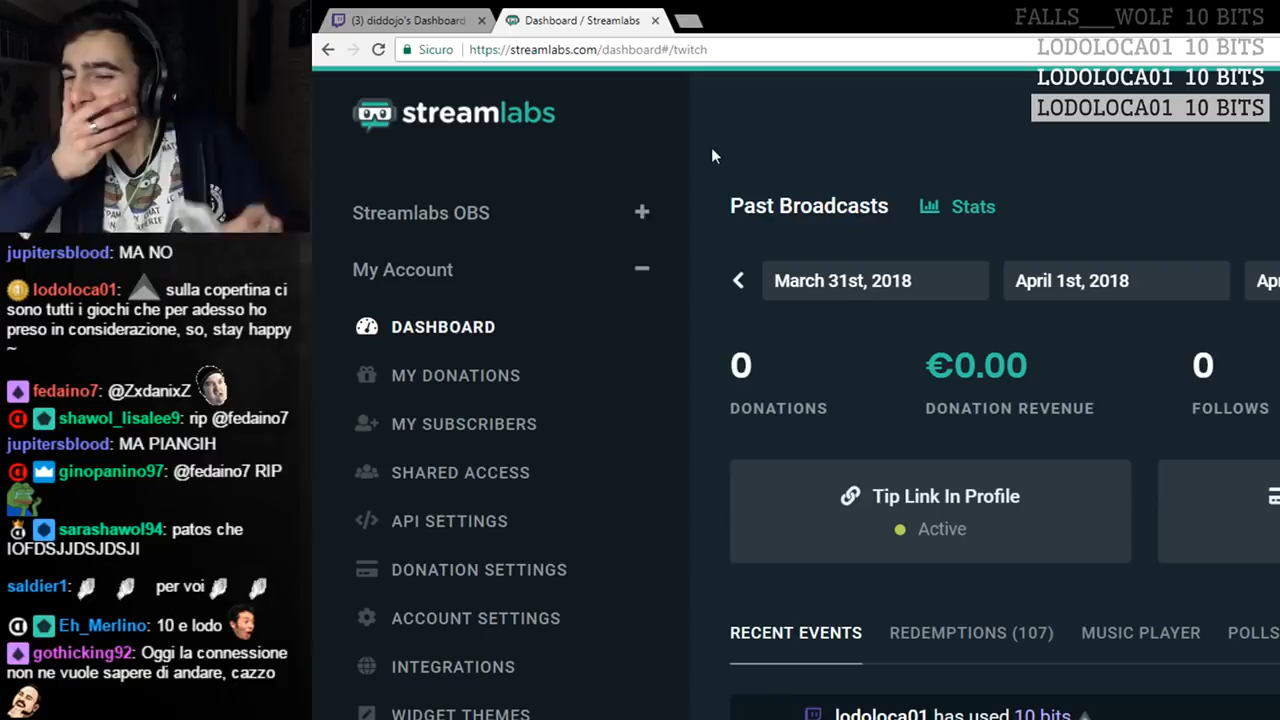 (3) diddojo's Dashboard
Dashboard / Streamlabs
Sicuro
https://streamlabs.com/dashboard#/twitch
FALLS___WOLF 10 BITS
LODOLOCA01 10 BITS
LODOLOCA01 10 BITS
LODOLOCA01 10 BITS
streamlabs
Streamlabs OBS
My Account
DASHBOARD
MY DONATIONS
MY SUBSCRIBERS
SHARED ACCESS
API SETTINGS
DONATION SETTINGS
ACCOUNT SETTINGS
INTEGRATIONS
WIDGET THEMES
Past Broadcasts
Stats
March 31st, 2018
April 1st, 2018
Ap
0
€0.00
0
DONATIONS
DONATION REVENUE
FOLLOWS
Tip Link In Profile
Active
RECENT EVENTS
REDEMPTIONS (107)
MUSIC PLAYER
POLLS
lodoloca01 has used 10 bits
jupitersblood: MA NO
lodoloca01: sulla copertina ci
sono tutti i giochi che per adesso ho
preso in considerazione, so, stay happy
~
fedaino7: @ZxdanixZ
shawol_lisalee9: rip @fedaino7
jupitersblood: MA PIANGIH
ginopanino97: @fedaino7 RIP
sarashawol94: patos che
IOFDSJJDSJDSJI
saldier1: per voi
Eh_Merlino: 10 e lodo
gothicking92: Oggi la connessione
non ne vuole sapere di andare, cazzo